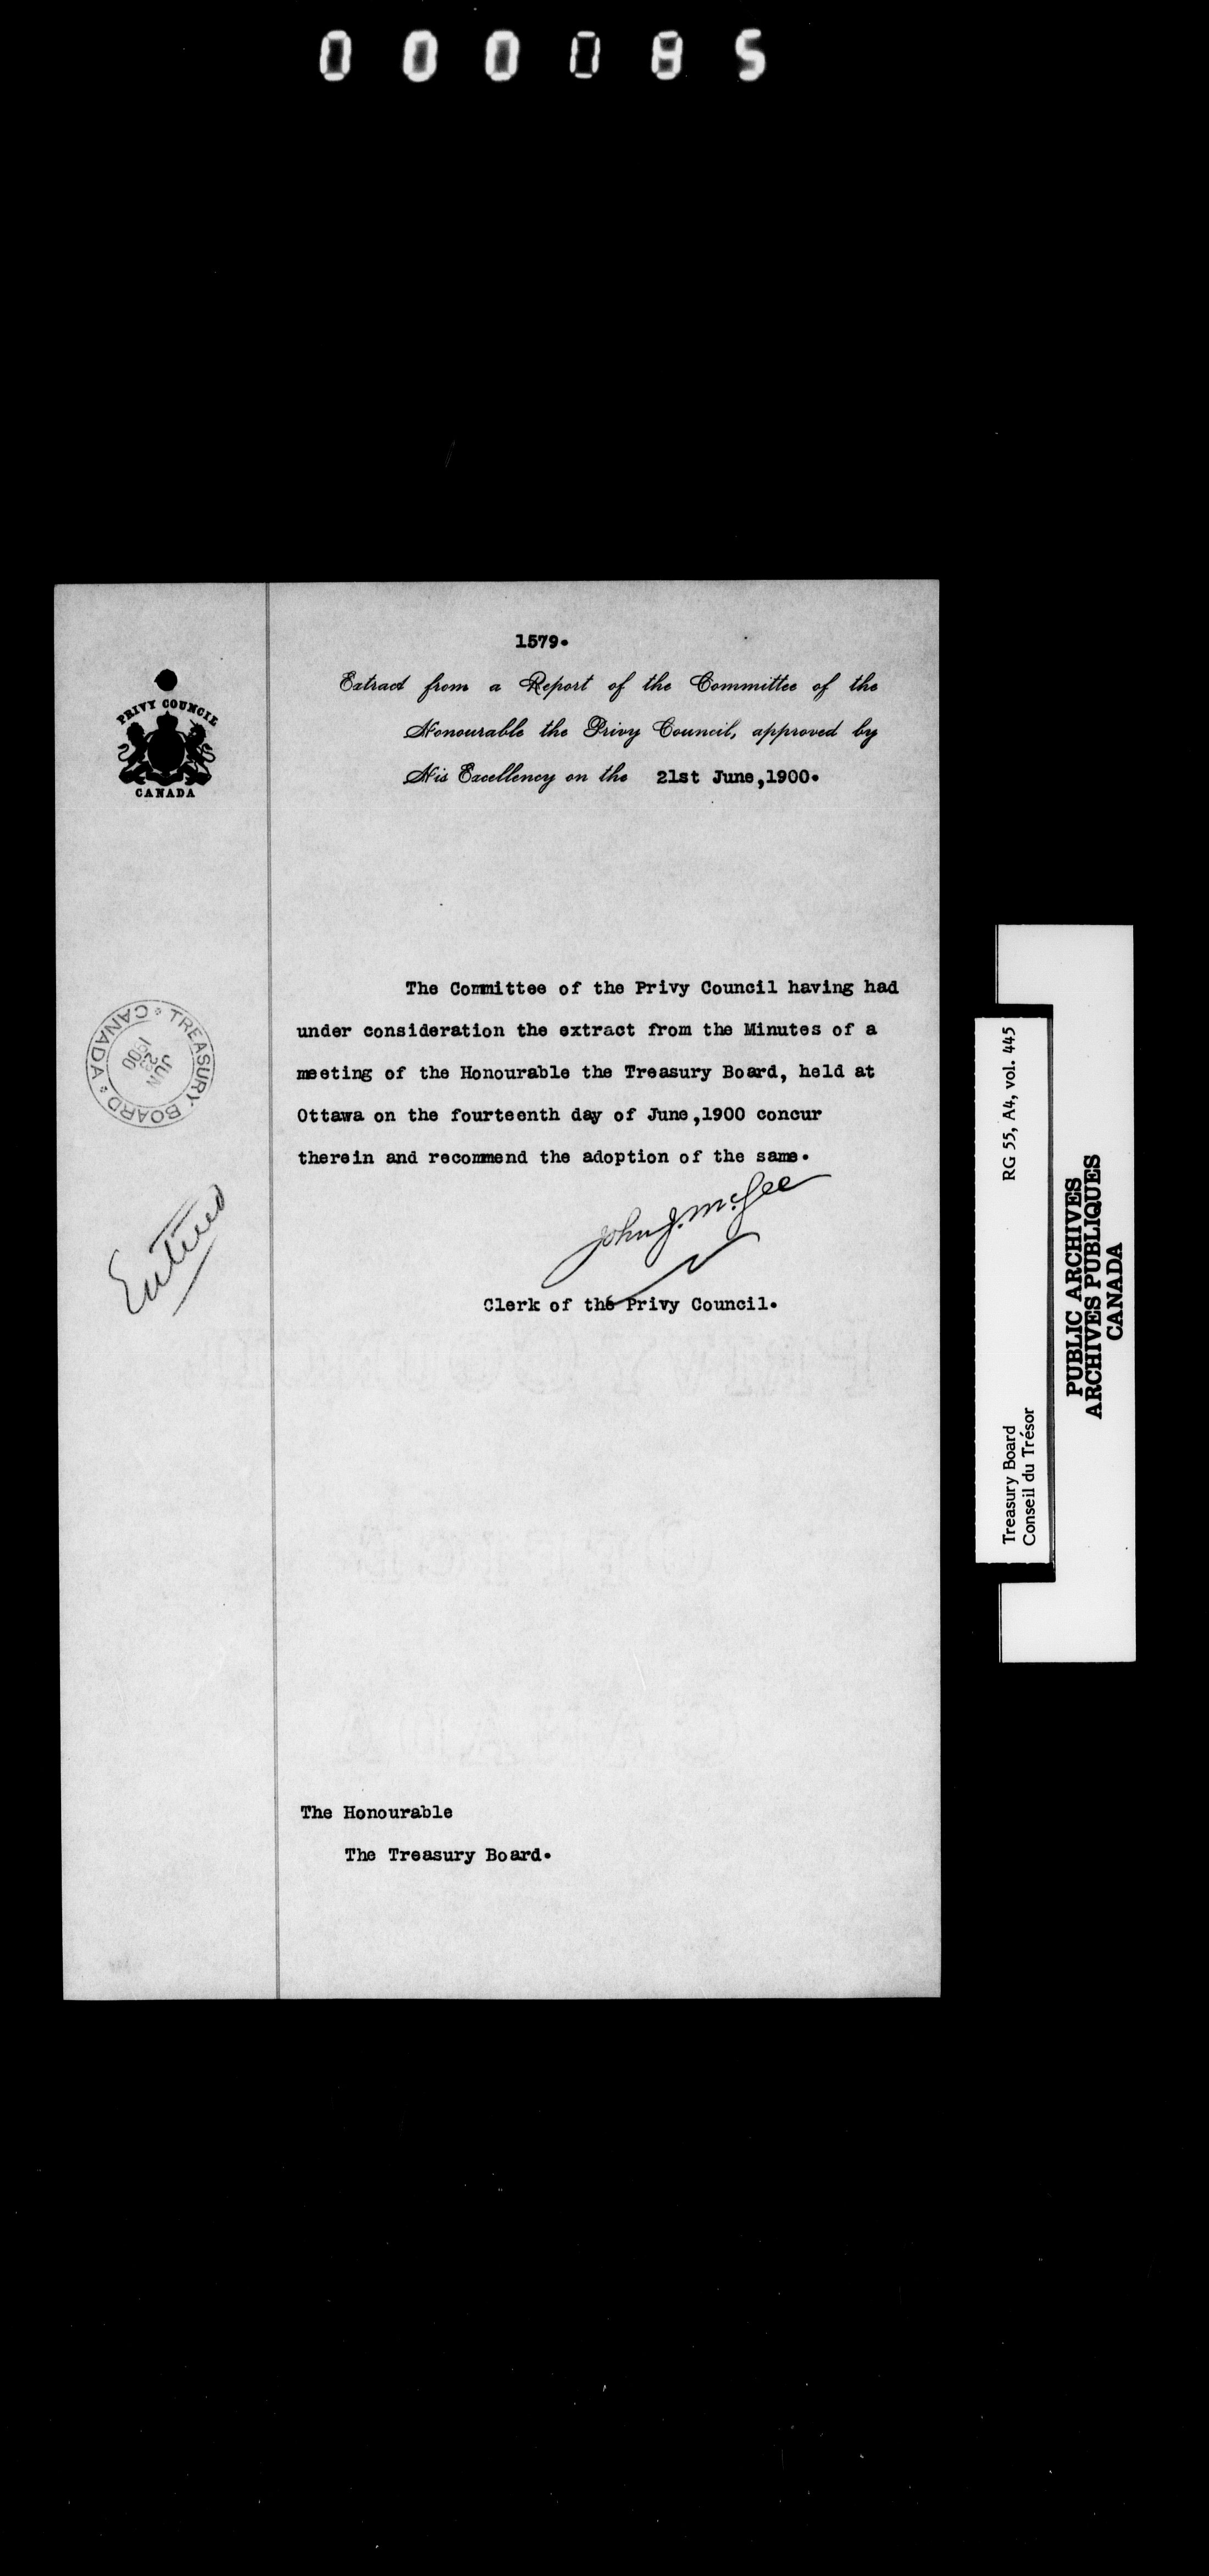 000085
1579.
Extract from a Report of the Committee of the
Honourable the Privy Council, approved by
His Excellency on the 21st June,1900.
PRIVY COUNCIL
CANADA
The Committee of the Privy Council having had
under consideration the extract from the Minutes of a
meeting of the Honourable the Treasury Board, held at
Ottawa on the fourteenth day of June,1900 concur
therein and recommend the adoption of the same.
TREASURY BOARD * CANADA *
JUN
22
1900
Entered
John J. McGee
Clerk of the Privy Council.
The Honourable
The Treasury Board.
Treasury Board RG 55, A4, vol. 445
Conseil du Trésor
PUBLIC ARCHIVES
ARCHIVES PUBLIQUES
CANADA